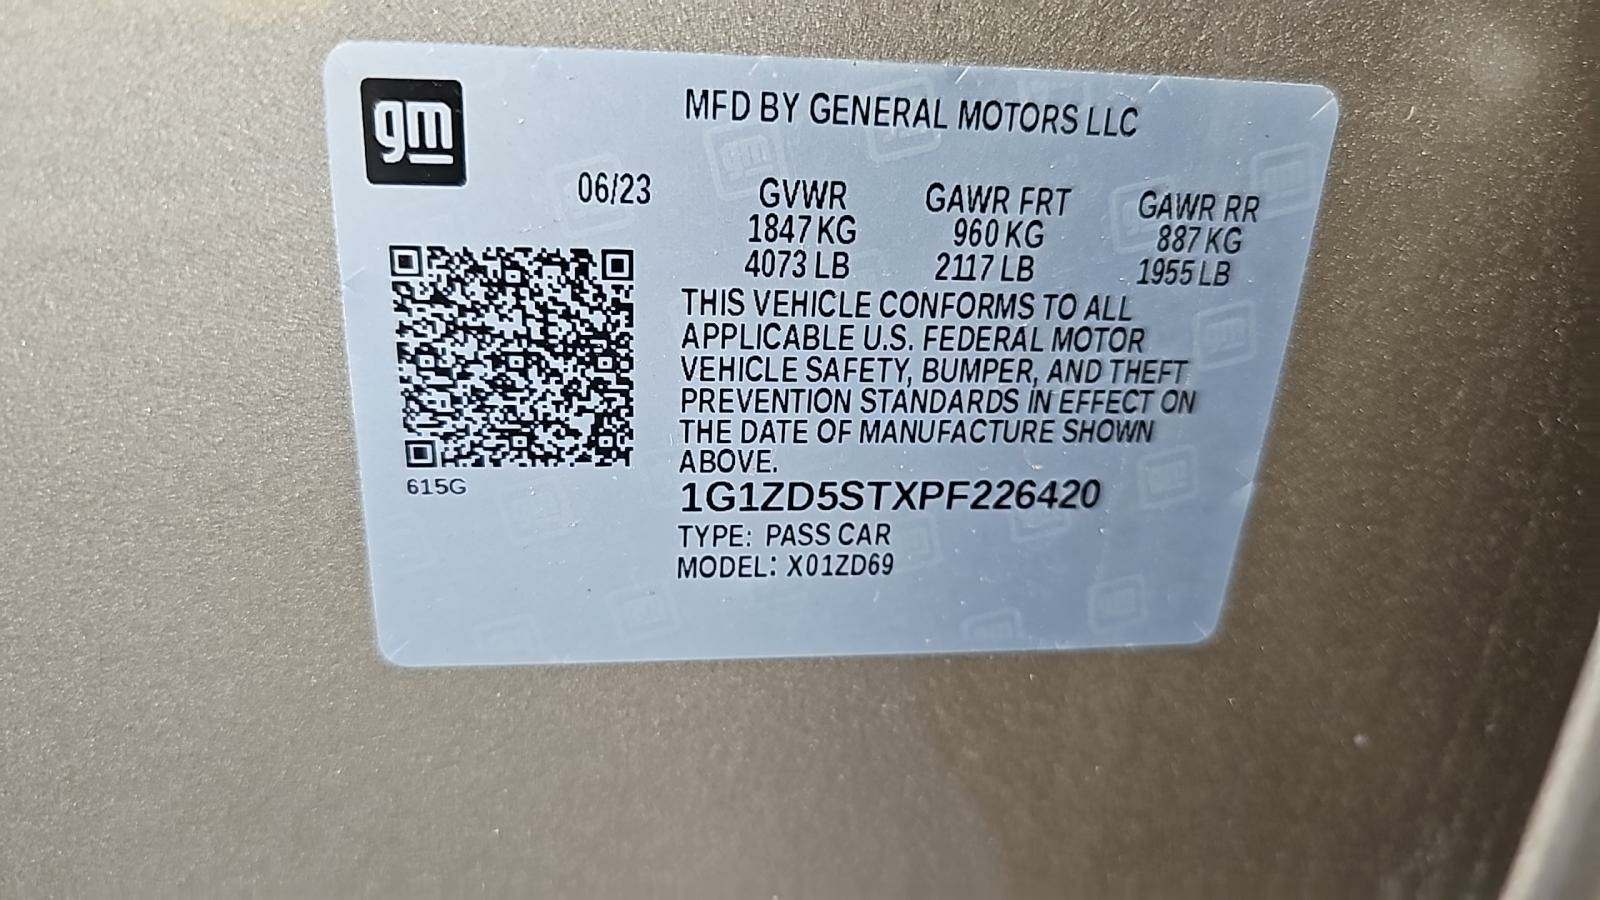 gm
MFD BY GENERAL MOTORS LLC
06/23
GVWR GAWR FRT GAWR RR
1847 KG 960 KG 887 KG
4073 LB 2117 LB 1955 LB
THIS VEHICLE CONFORMS TO ALL
APPLICABLE U.S. FEDERAL MOTOR
VEHICLE SAFETY, BUMPER, AND THEFT
PREVENTION STANDARDS IN EFFECT ON
THE DATE OF MANUFACTURE SHOWN
ABOVE.
615G
1G1ZD5STXPF226420
TYPE: PASS CAR
MODEL: X01ZD69